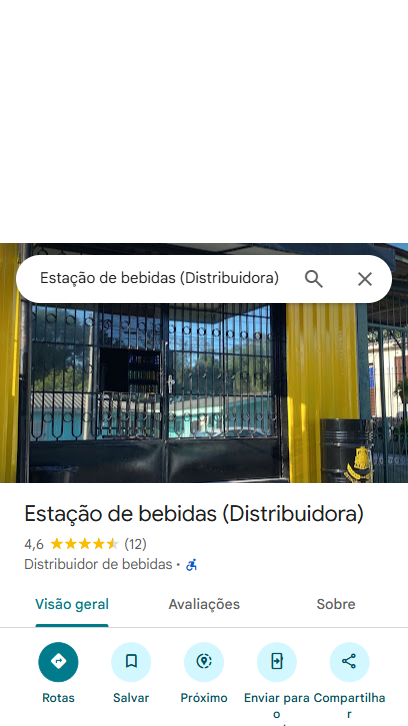 Estação de bebidas (Distribuidora)
Estação de bebidas (Distribuidora)
4,6 (12)
Distribuidor de bebidas ·
Visão geral Avaliações Sobre
Rotas Salvar Próximo Enviar para o Compartilhar